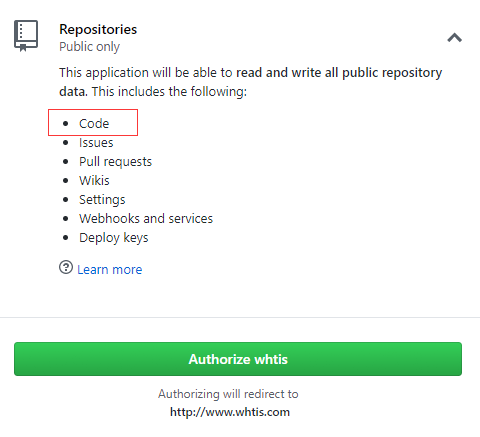 Repositories
Public only
This application will be able to read and write all public repository
data. This includes the following:
Code
Issues
Pull requests
Wikis
Settings
Webhooks and services
Deploy keys
Learn more
Authorize whtis
Authorizing will redirect to
http://www.whtis.com